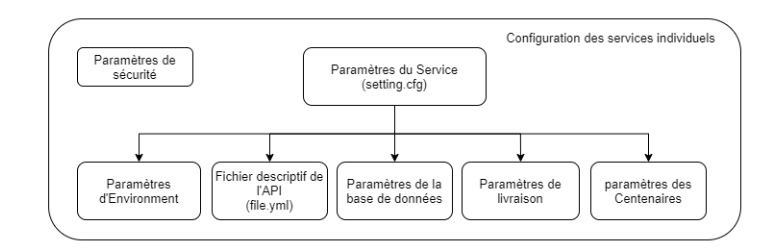 Configuration des services individuels
Paramètres de
sécurité
Paramètres du Service
(setting.cfg)
Paramètres
d'Environment
Fichier descriptif de
l'API
(file.yml)
Paramètres de la
base de données
Paramètres de
livraison
paramètres des
Centenaires